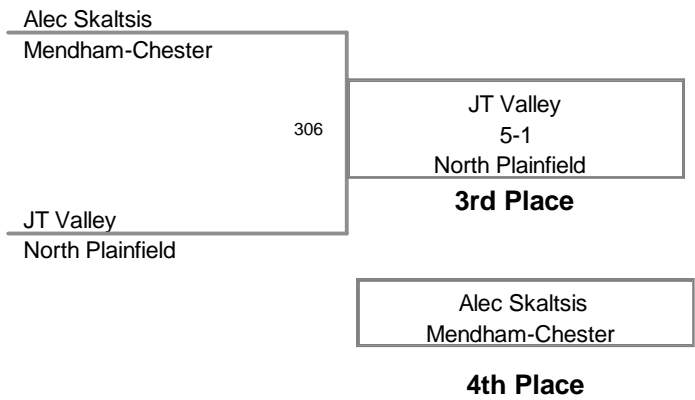 Alec Skaltsis
Mendham-Chester
306
JT Valley
5-1
North Plainfield
3rd Place
JT Valley
North Plainfield
Alec Skaltsis
Mendham-Chester
4th Place